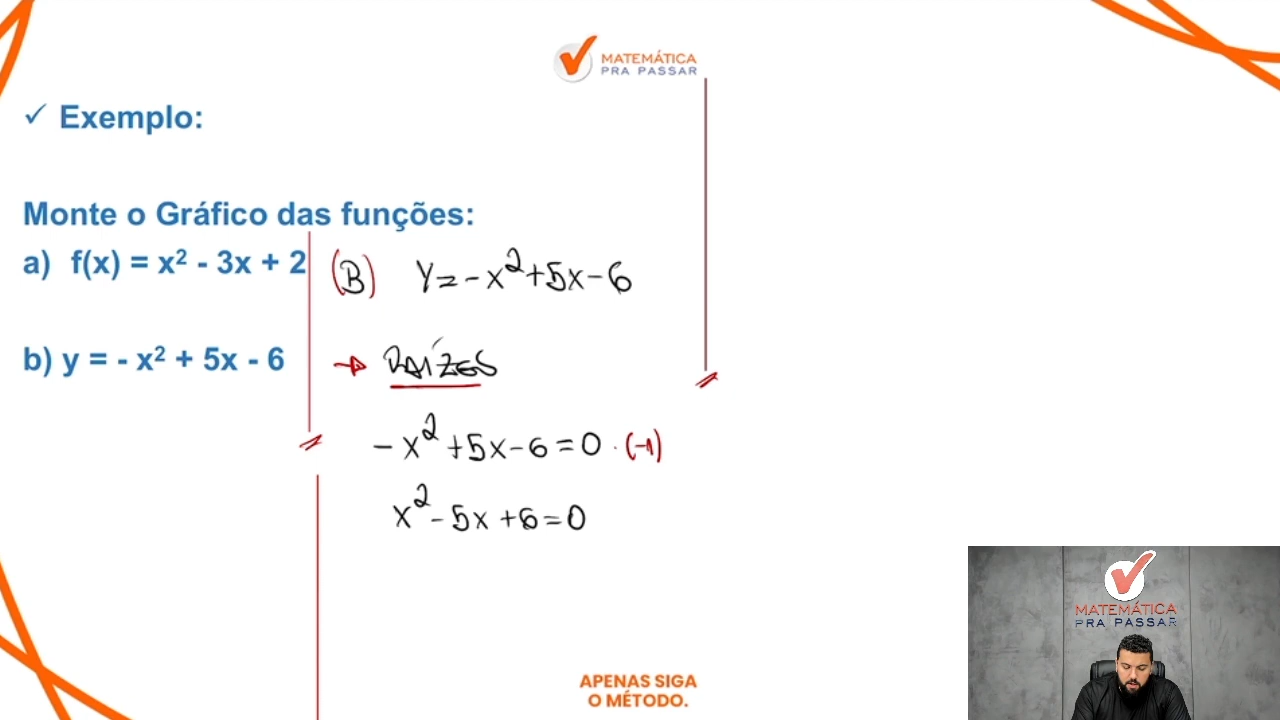 MATEMÁTICA
PRA PASSAR
✓ Exemplo:
Monte o Gráfico das funções:
a) f(x) = x² - 3x + 2
b) y = - x² + 5x - 6
(B) Y = -x² + 5x - 6
→ RAÍZES
-x² + 5x - 6 = 0 · (-1)
x² - 5x + 6 = 0
MATEMÁTICA
PRA PASSAR
APENAS SIGA
O MÉTODO.